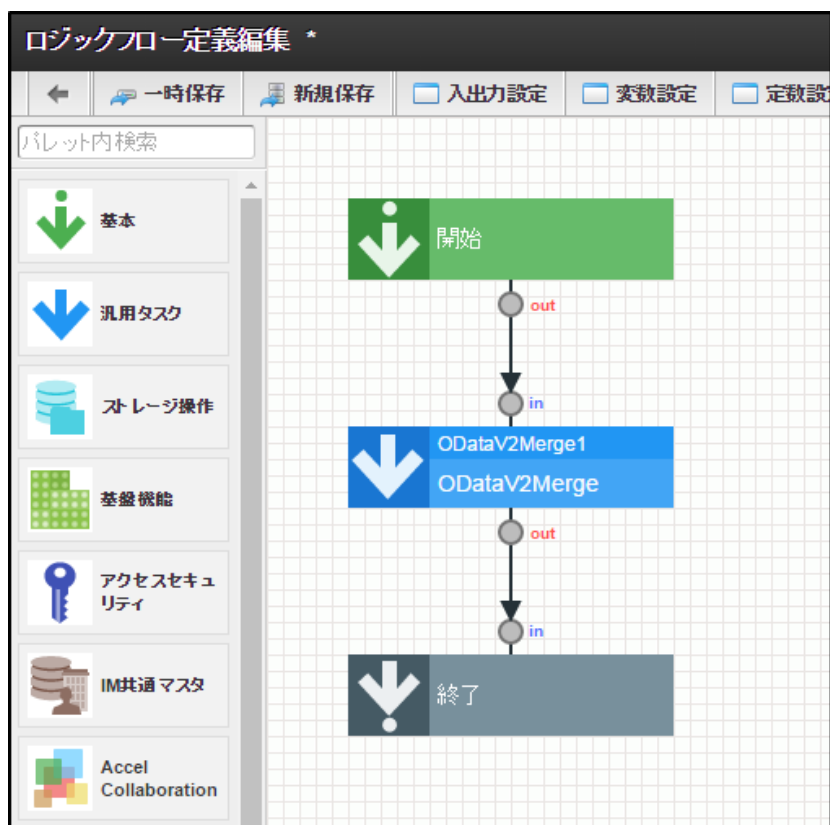 ロジックフロー定義編集 *
一時保存
新規保存
入出力設定
変数設定
定数設
パレット内検索
基本
汎用タスク
ストレージ操作
基盤機能
アクセスセキュ
リティ
IM共通マスタ
Accel
Collaboration
開始
out
in
ODataV2Merge1
ODataV2Merge
out
in
終了